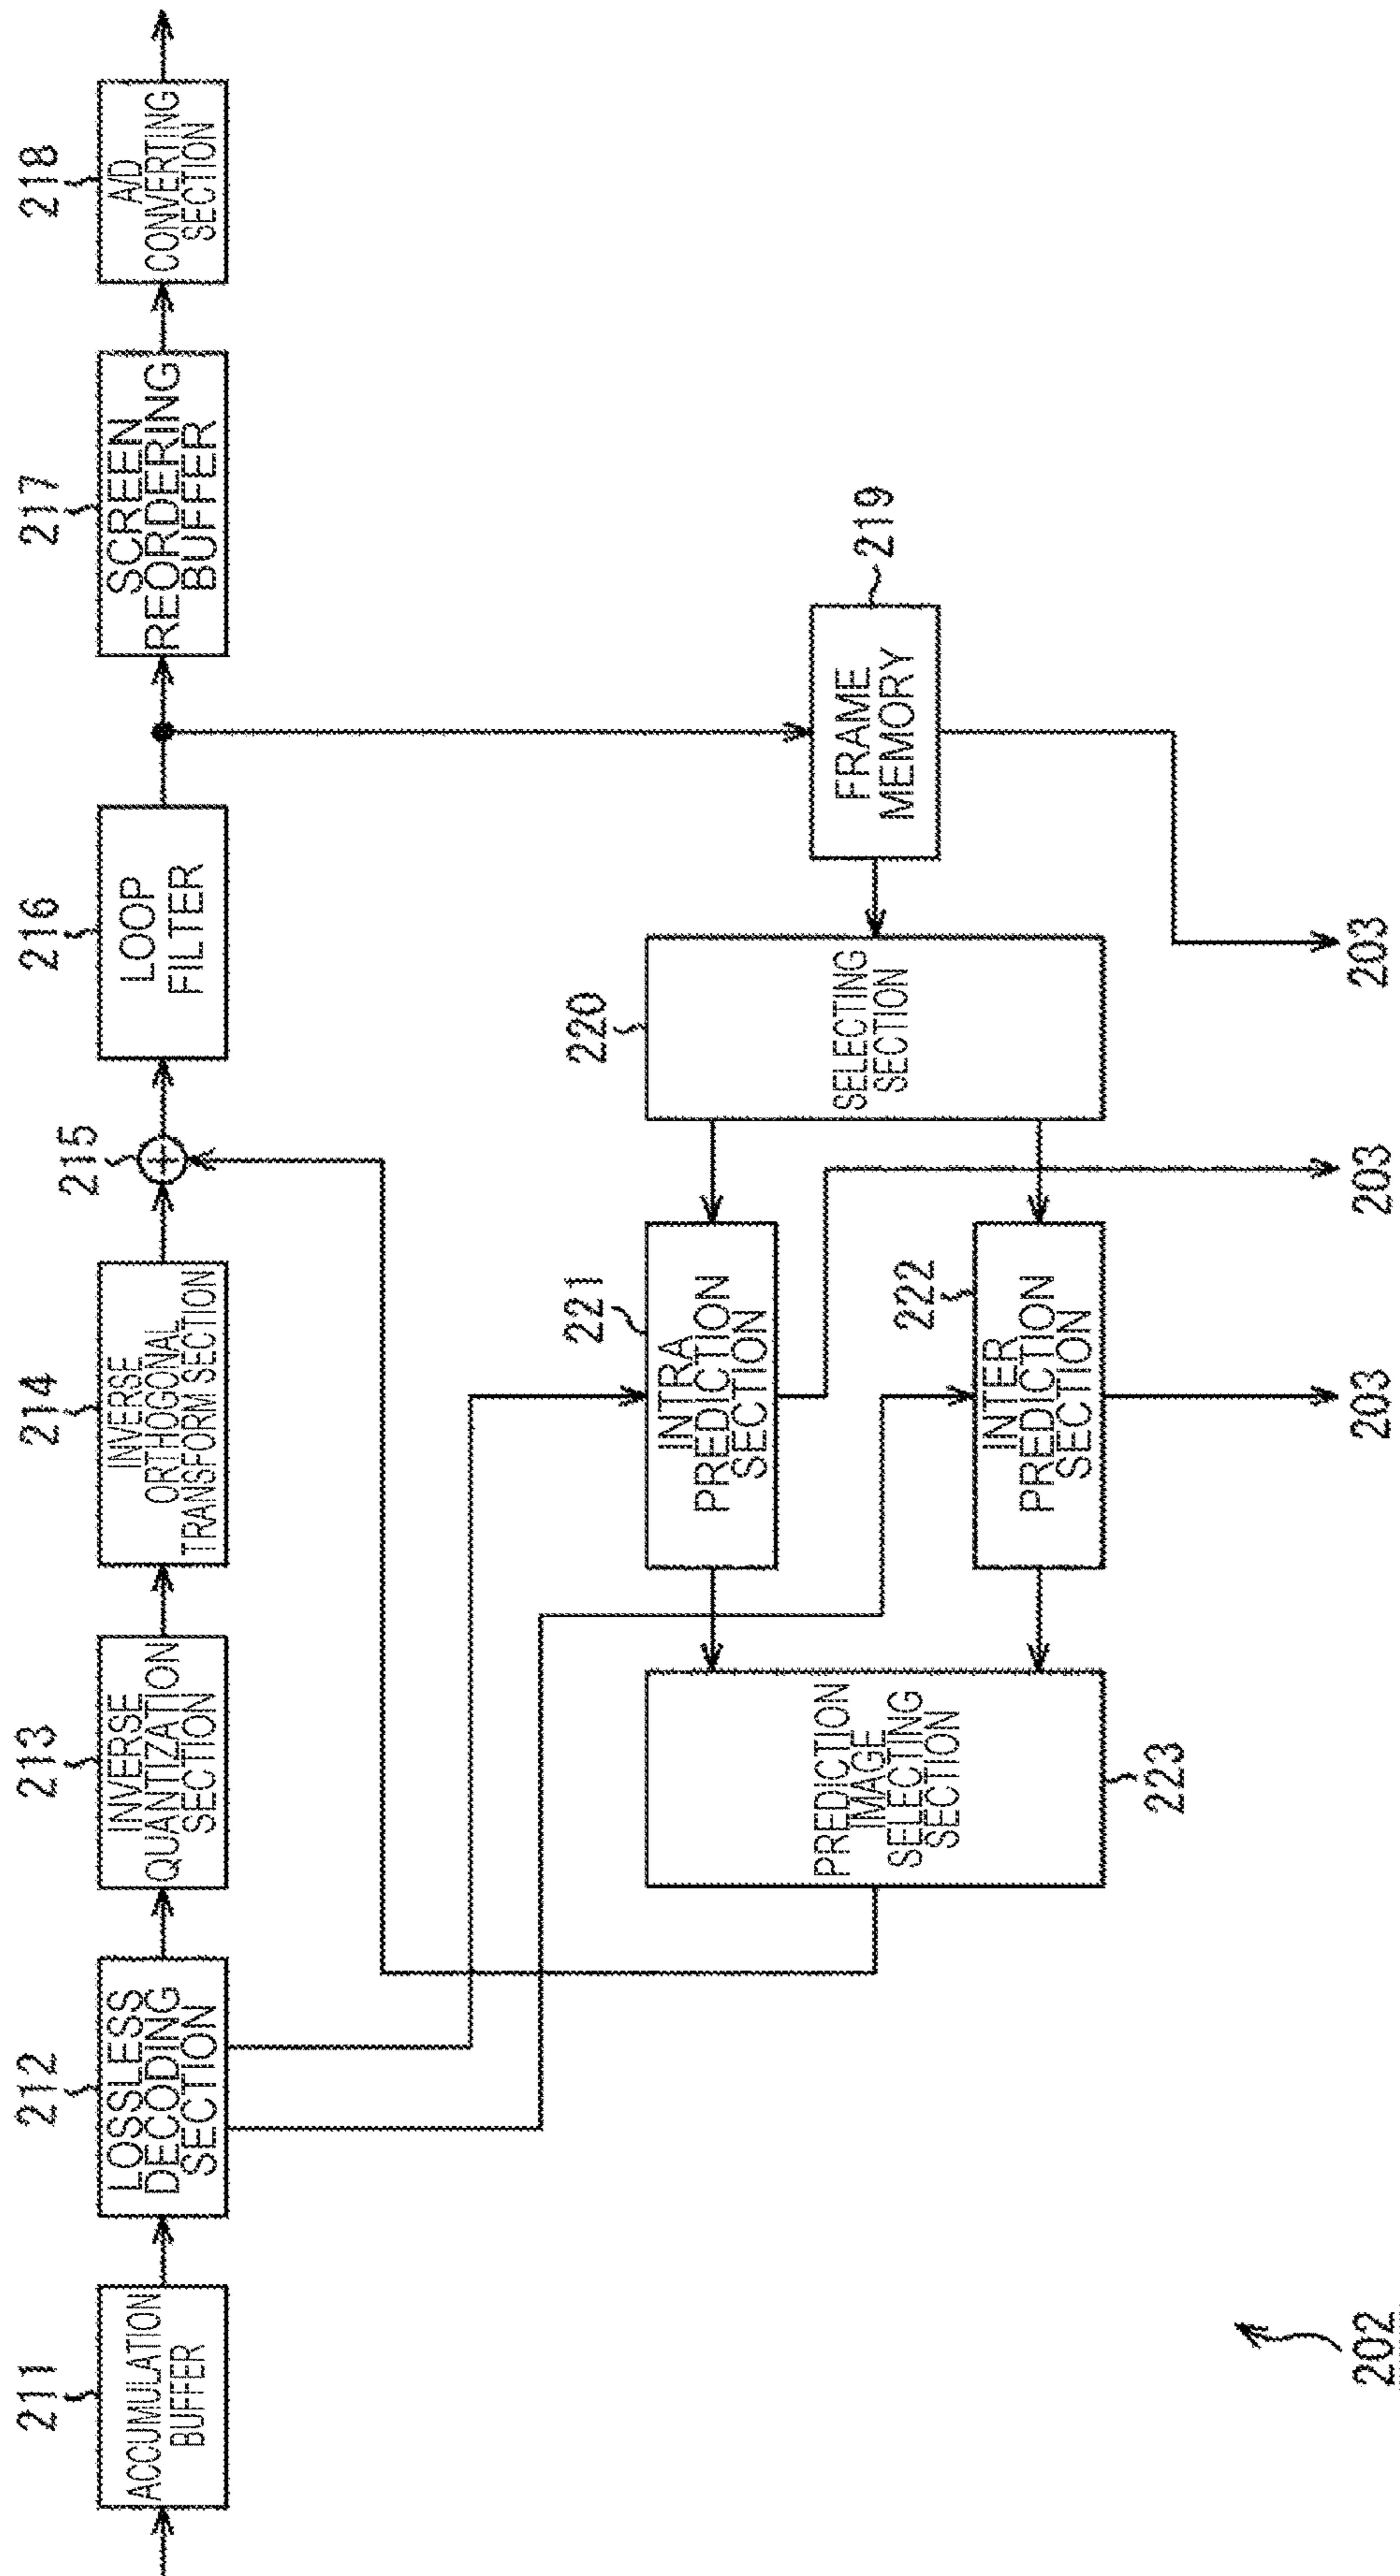 211
ACCUMULATION
BUFFER
212
LOSSLESS
DECODING
SECTION
213
INVERSE
QUANTIZATION
SECTION
214
INVERSE
ORTHOGONAL
TRANSFORM SECTION
215
216
LOOP
FILTER
217
SCREEN
REORDERING
BUFFER
218
A/D
CONVERTING
SECTION
219
FRAME
MEMORY
220
SELECTING
SECTION
221
INTRA
PREDICTION
SECTION
222
INTER
PREDICTION
SECTION
223
PREDICTION
IMAGE
SELECTING
SECTION
203
203
203
202